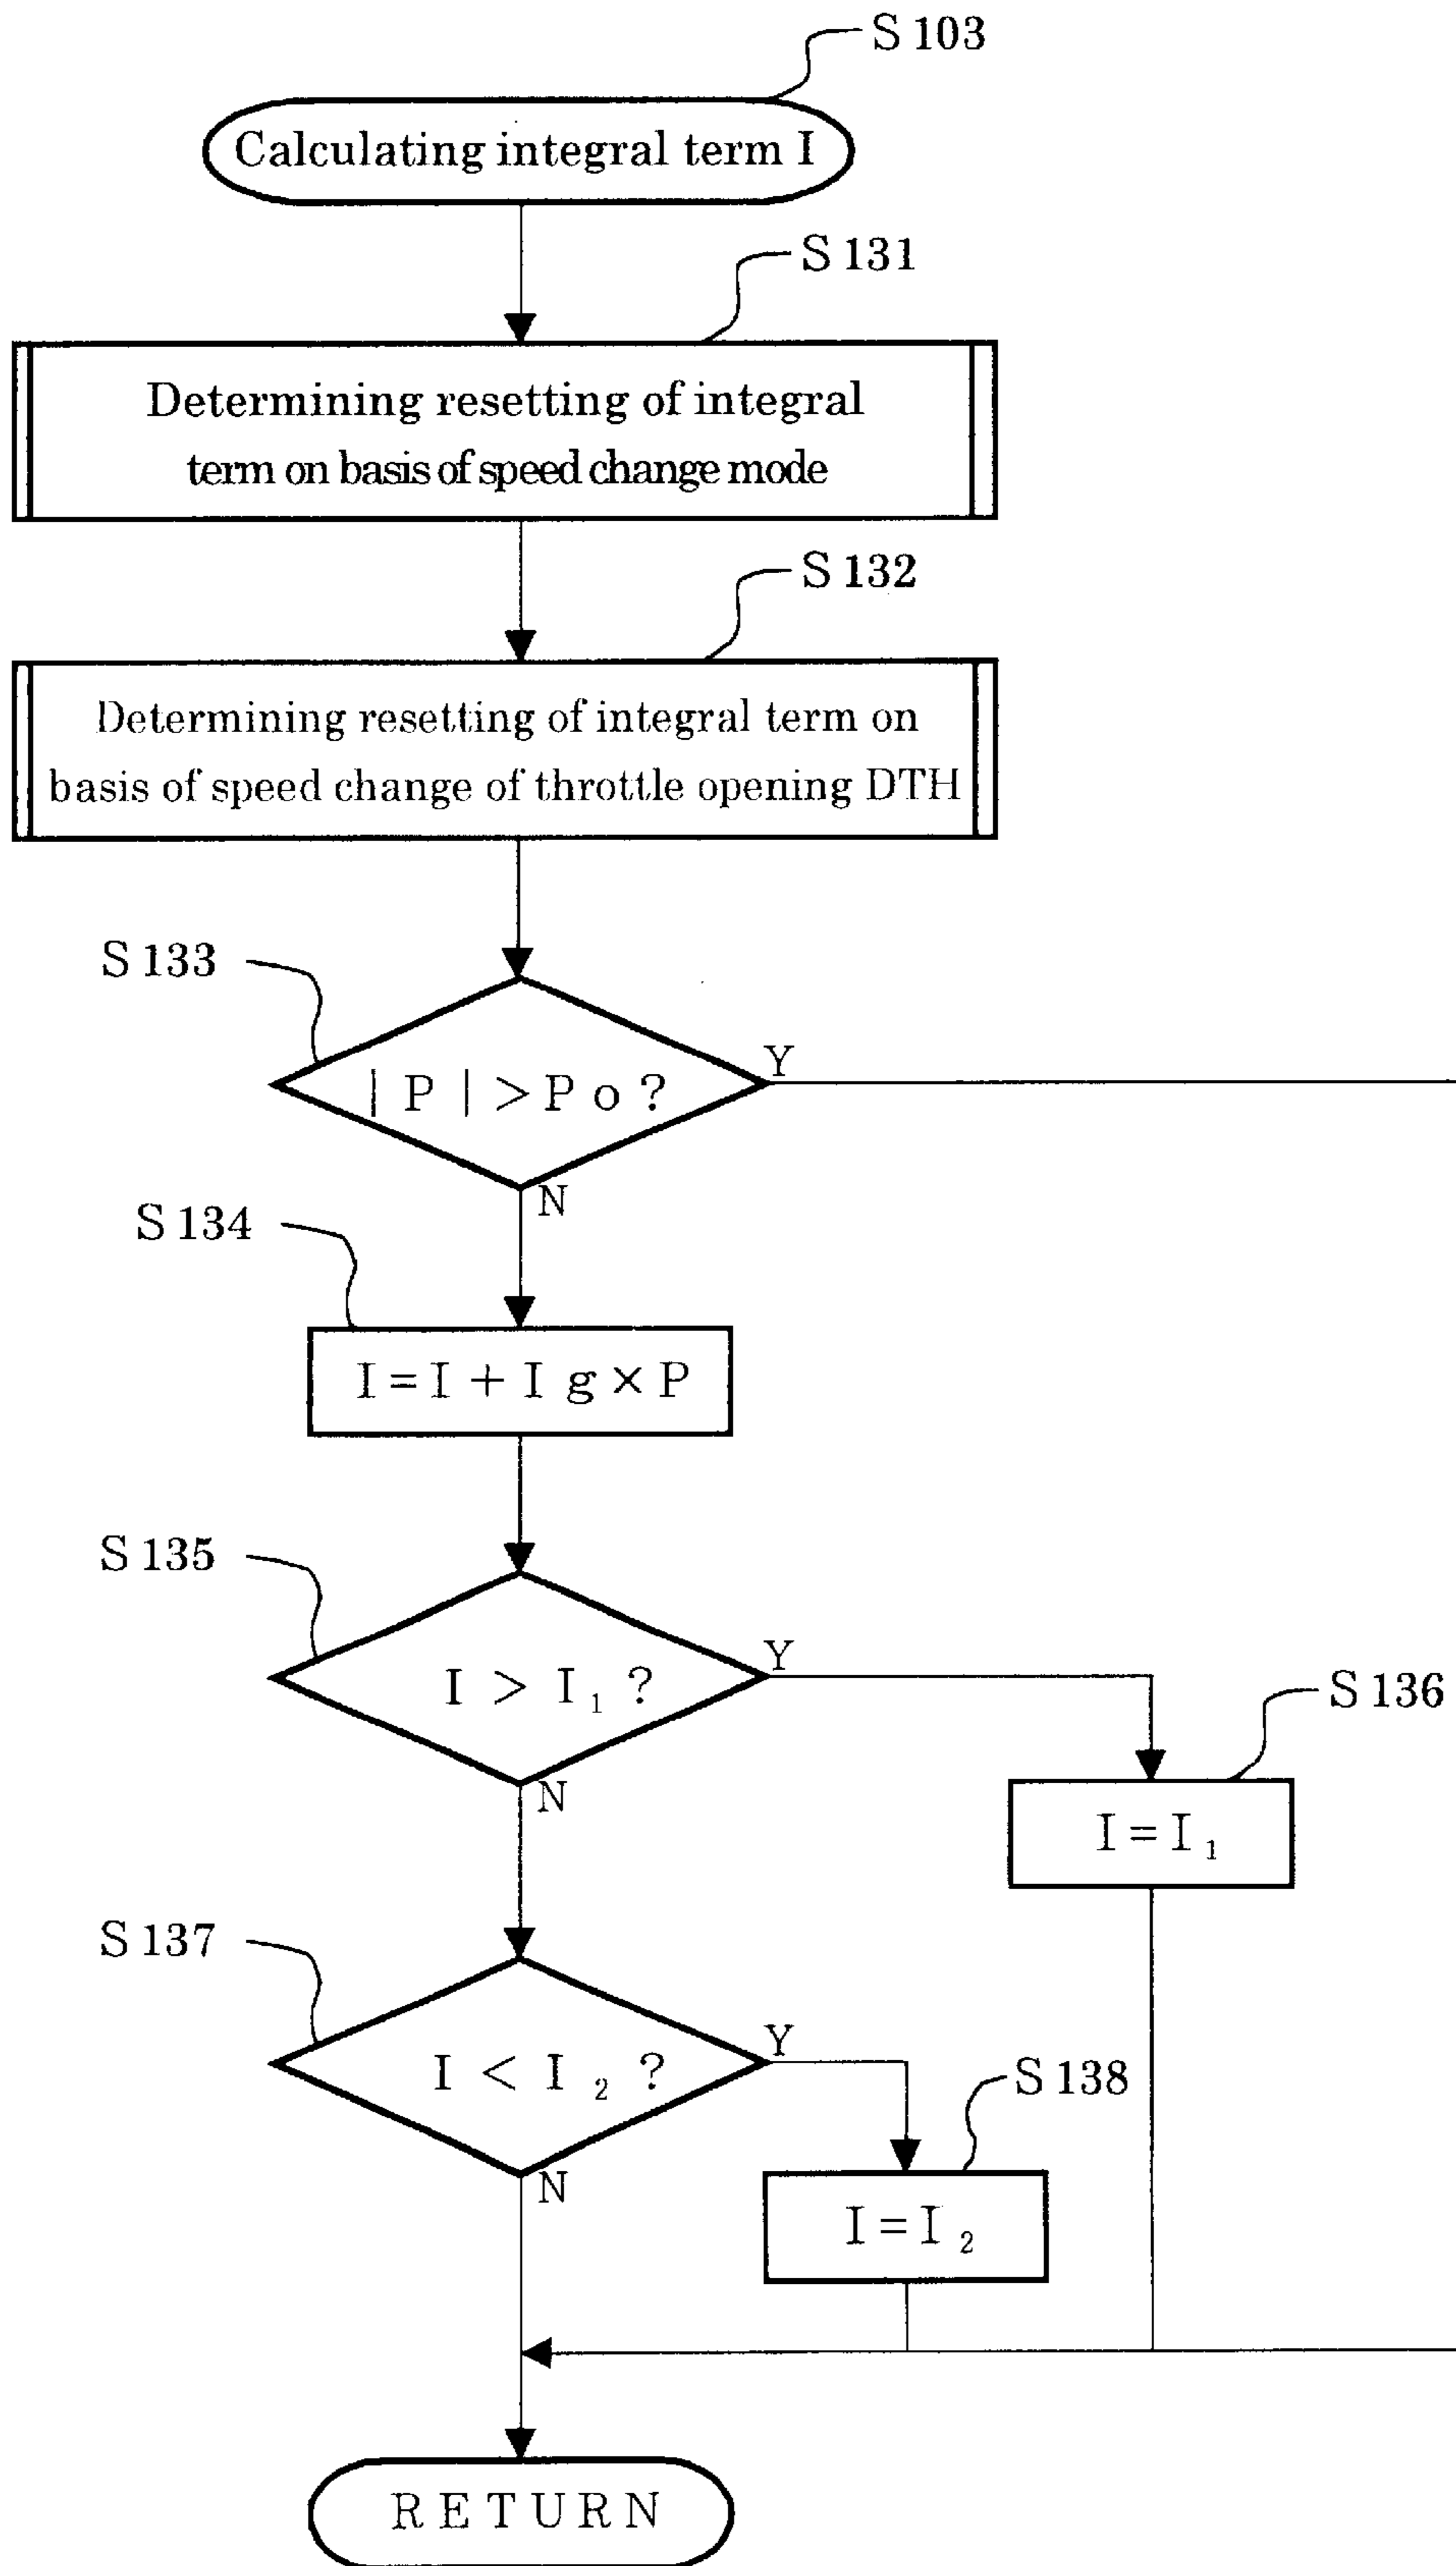 S 103
Calculating integral term I
S 131
Determining resetting of integral
term on basis of speed change mode
S 132
Determining resetting of integral term on
basis of speed change of throttle opening DTH
S 133
| P | > P o ?
Y
N
S 134
I = I + I g × P
S 135
I > I₁ ?
Y
N
S 136
I = I₁
S 137
I < I₂ ?
Y
N
S 138
I = I₂
RETURN